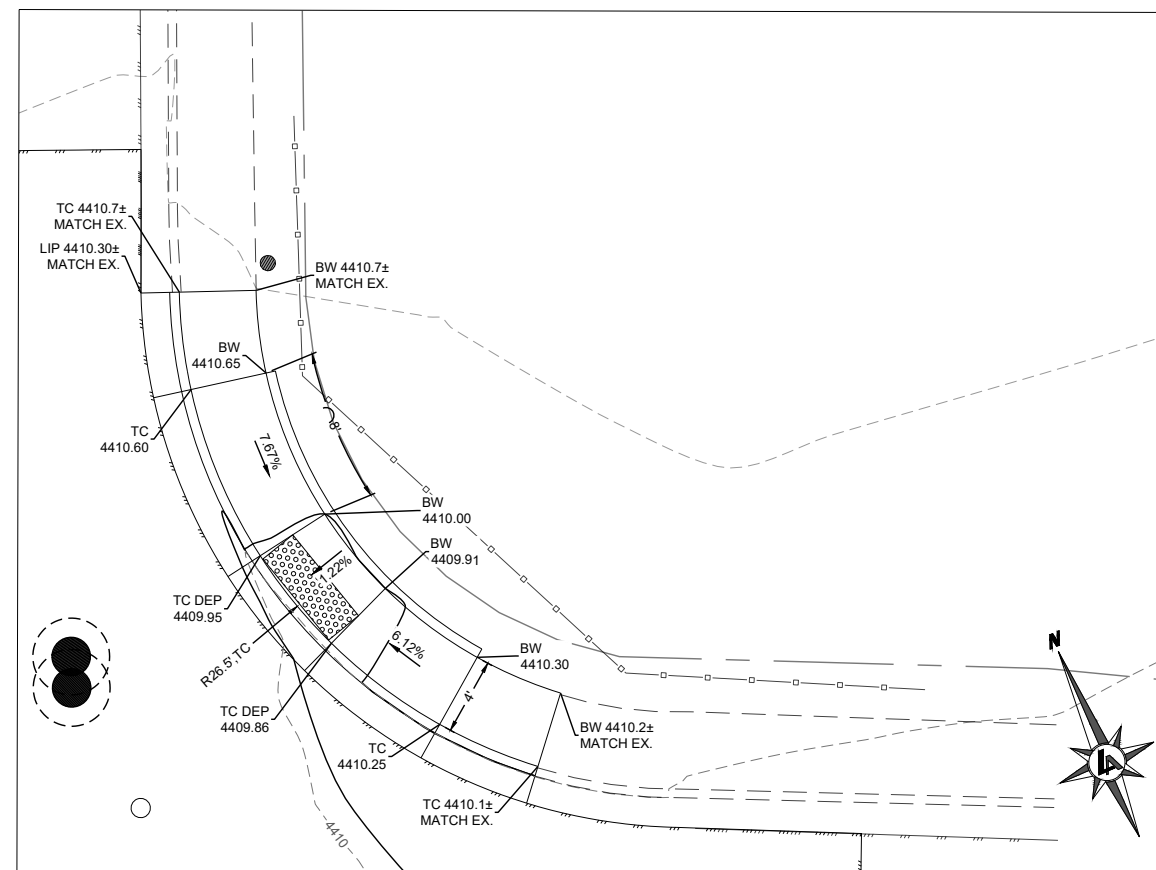 TC 4410.7±
MATCH EX.
LIP 4410.30±
MATCH EX.
BW 4410.7±
MATCH EX.
BW
4410.65
TC
4410.60
7.67%
8'
BW
4410.00
BW
4409.91
1.22%
TC DEP
4409.95
R26.5',TC
6.12%
TC DEP
4409.86
BW
4410.30
4'
BW 4410.2±
MATCH EX.
TC
4410.25
TC 4410.1±
MATCH EX.
4410
N
LA